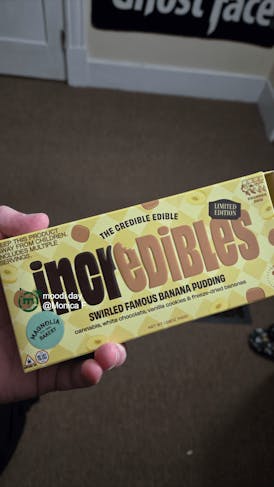 Ghost face
KEEP THIS PRODUCT
AWAY FROM CHILDREN.
INCLUDES MULTIPLE
SERVINGS.
THE CREDIBLE EDIBLE
LIMITED
EDITION
incrEDIBLES
moodi day
@Monica
MAGNOLIA
BAKERY
SWIRLED FAMOUS BANANA PUDDING
cannabis, white chocolate, vanilla cookies & freeze-dried bananas